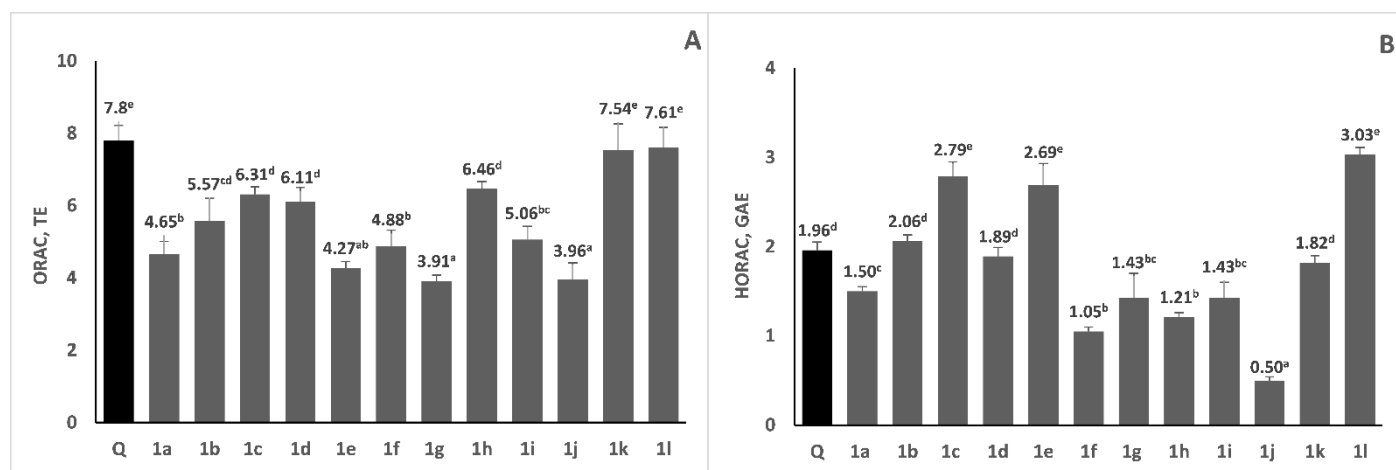 A
ORAC, TE
10
8
6
4
2
0
7.8ᵉ
4.65ᵇ
5.57ᶜᵈ
6.31ᵈ
6.11ᵈ
4.27ᵃᵇ
4.88ᵇ
3.91ᵃ
6.46ᵈ
5.06ᵇᶜ
3.96ᵃ
7.54ᵉ
7.61ᵉ
Q 1a 1b 1c 1d 1e 1f 1g 1h 1i 1j 1k 1l
B
HORAC, GAE
4
3
2
1
0
1.96ᵈ
1.50ᶜ
2.06ᵈ
2.79ᵉ
1.89ᵈ
2.69ᵉ
1.05ᵇ
1.43ᵇᶜ
1.21ᵇ
1.43ᵇᶜ
0.50ᵃ
1.82ᵈ
3.03ᵉ
Q 1a 1b 1c 1d 1e 1f 1g 1h 1i 1j 1k 1l